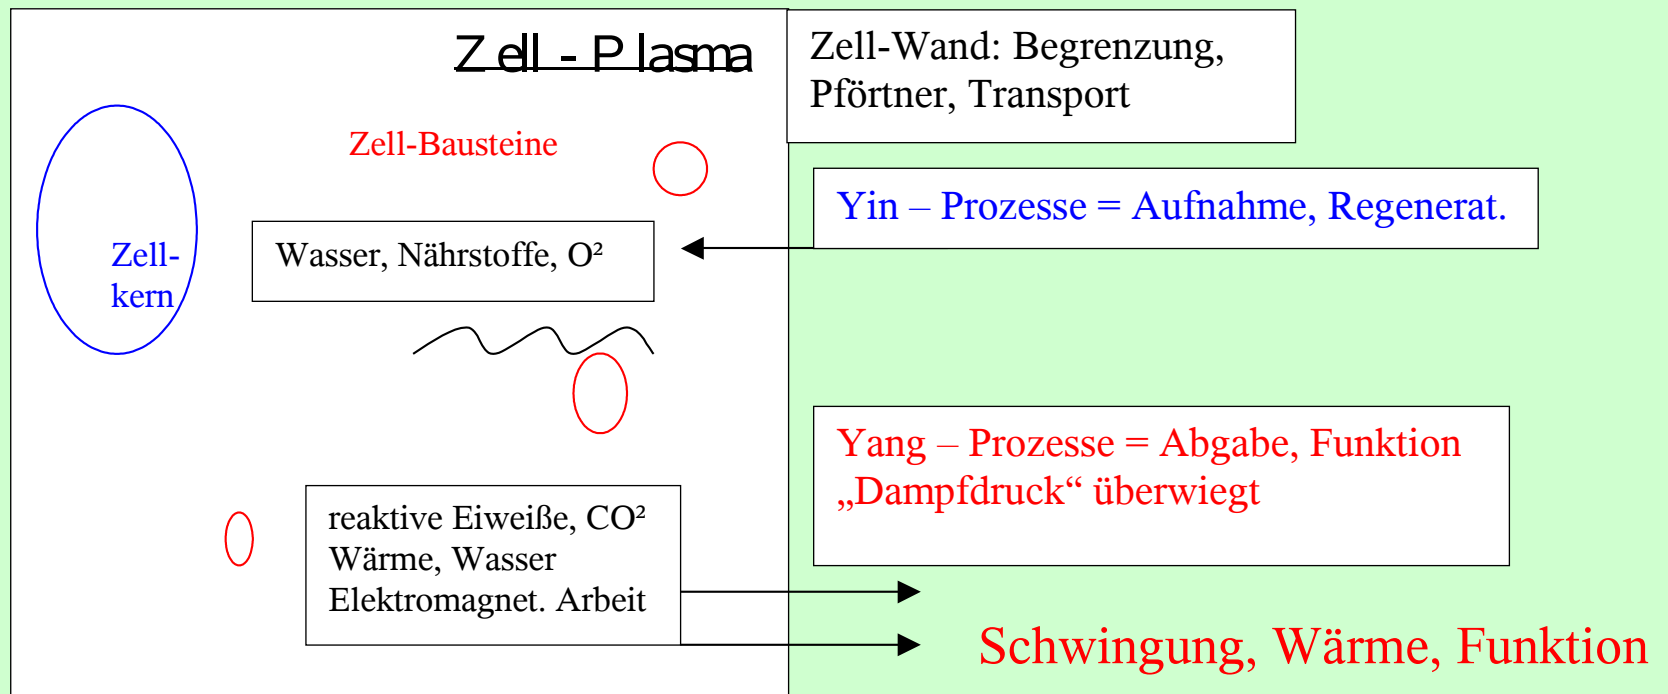 Zell - Plasma
Zell-Wand: Begrenzung,
Pförtner, Transport
Zell-Bausteine
Yin – Prozesse = Aufnahme, Regenerat.
Zell-
kern
Wasser, Nährstoffe, O²
Yang – Prozesse = Abgabe, Funktion
„Dampfdruck“ überwiegt
reaktive Eiweiße, CO²
Wärme, Wasser
Elektromagnet. Arbeit
Schwingung, Wärme, Funktion